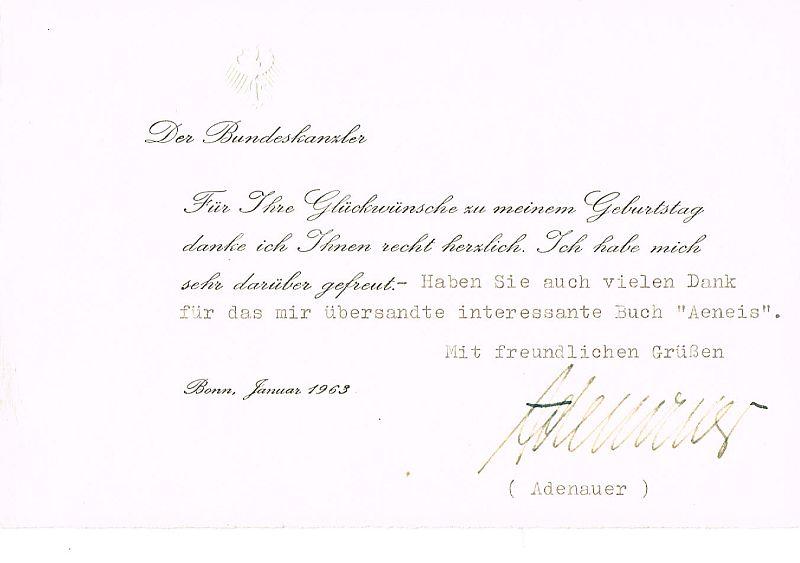 Der Bundeskanzler
Für Ihre Glückwünsche zu meinem Geburtstag
danke ich Ihnen recht herzlich. Ich habe mich
sehr darüber gefreut.- Haben Sie auch vielen Dank
für das mir übersandte interessante Buch "Aeneis".
Mit freundlichen Grüßen
Bonn, Januar 1963
Adenauer
( Adenauer )